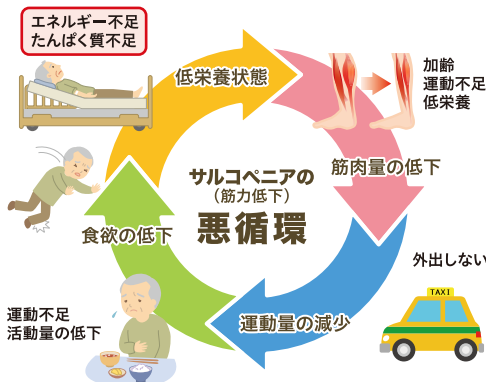 エネルギー不足
たんぱく質不足
低栄養状態
加齢
運動不足
低栄養
筋肉量の低下
サルコペニアの
（筋力低下）
悪循環
食欲の低下
外出しない
TAXI
運動不足
活動量の低下
運動量の減少